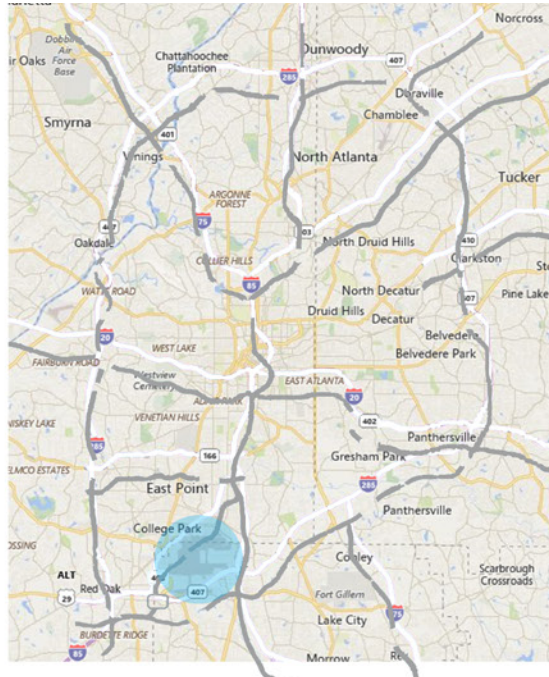 Norcross
Dobbins
Air
Force
Base
ir Oaks
Dunwoody
Chattahoochee
Plantation
407
285
Doraville
Chamblee
Smyrna
401
Vinings
North Atlanta
Tucker
ARGONNE
FOREST
75
Oakdale
North Druid Hills
410
COLLIER HILLS
Clarkston
Ste
85
WATTS ROAD
North Decatur
Pine Lake
407
Druid Hills
Decatur
20
Belvedere
WEST LAKE
Belvedere Park
FAIRBURN ROAD
Westview
Cemetery
EAST ATLANTA
20
NISKEY LAKE
VENETIAN HILLS
402
Panthersville
285
166
Gresham Park
ELMCO ESTATES
285
East Point
Panthersville
College Park
OSSING
Conley
Scarbrough
Crossroads
ALT
29
Red Oak
407
Fort Gillem
75
Lake City
BURDETTE RIDGE
85
Morrow
Re